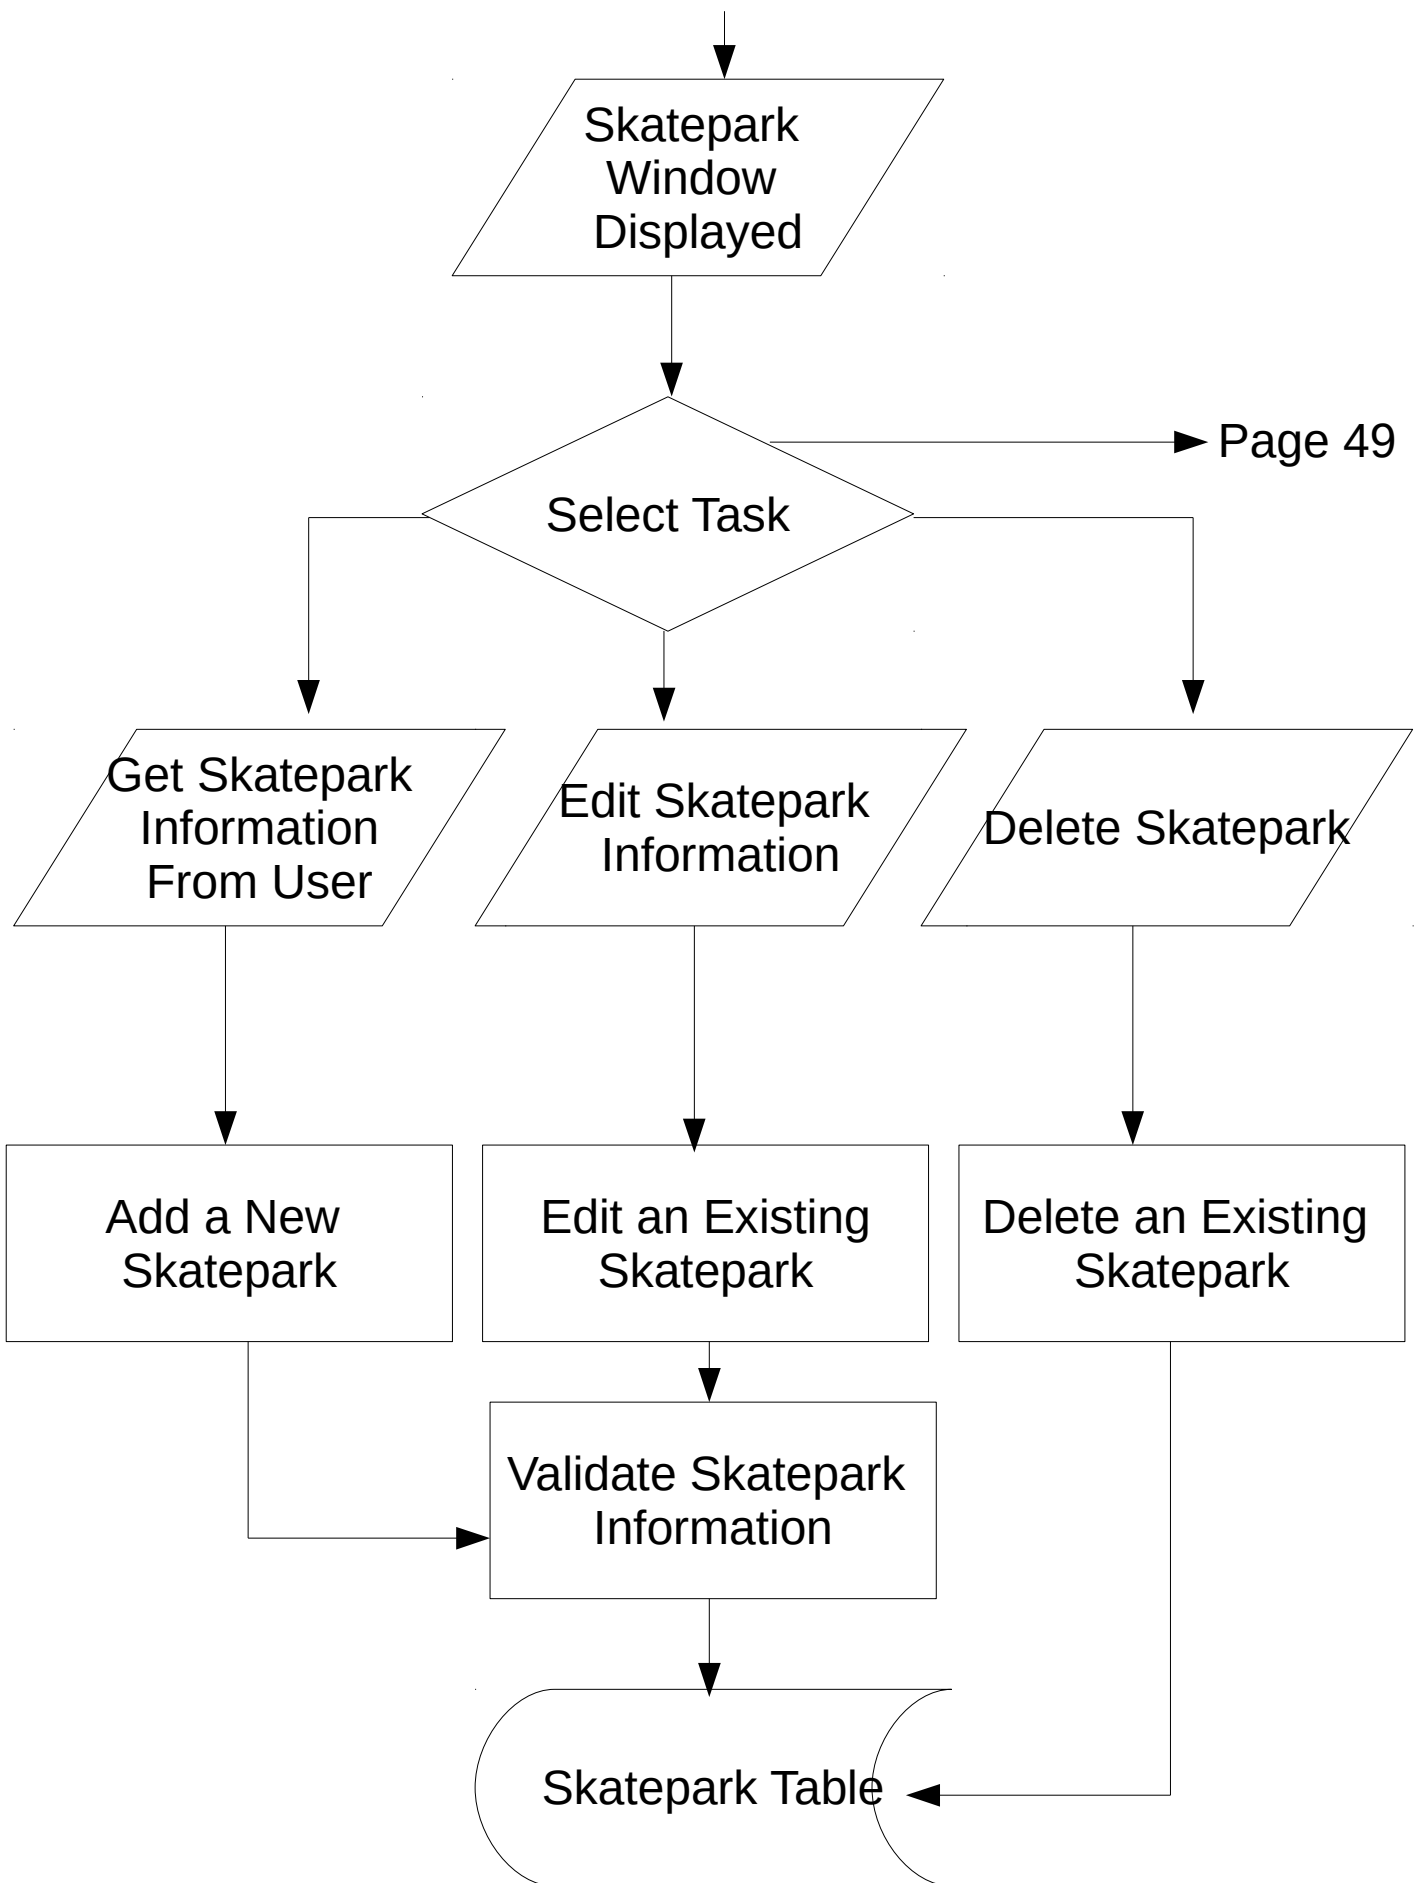 Skatepark
Window
Displayed
Page 49
Select Task
Get Skatepark
Information
From User
Edit Skatepark
Information
Delete Skatepark
Add a New
Skatepark
Edit an Existing
Skatepark
Delete an Existing
Skatepark
Validate Skatepark
Information
Skatepark Table